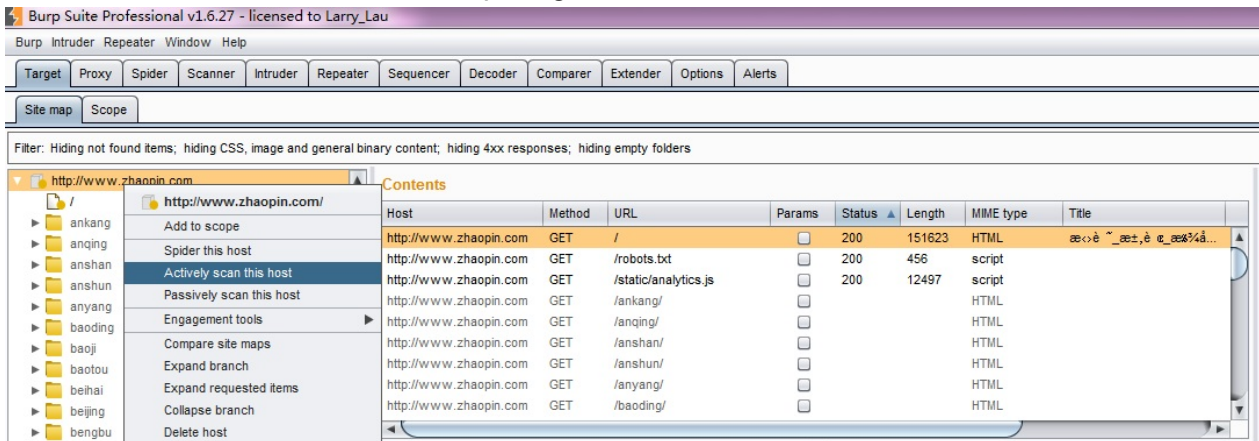 Burp Suite Professional v1.6.27 - licensed to Larry_Lau
Burp Intruder Repeater Window Help
Target Proxy Spider Scanner Intruder Repeater Sequencer Decoder Comparer Extender Options Alerts
Site map Scope
Filter: Hiding not found items; hiding CSS, image and general binary content; hiding 4xx responses; hiding empty folders
http://www.zhaopin.com
/
ankang
anqing
anshan
anshun
anyang
baoding
baoji
baotou
beihai
beijing
bengbu
http://www.zhaopin.com/
Add to scope
Spider this host
Actively scan this host
Passively scan this host
Engagement tools
Compare site maps
Expand branch
Expand requested items
Collapse branch
Delete host
Contents
Host Method URL Params Status Length MIME type Title
http://www.zhaopin.com GET / 200 151623 HTML
http://www.zhaopin.com GET /robots.txt 200 456 script
http://www.zhaopin.com GET /static/analytics.js 200 12497 script
http://www.zhaopin.com GET /ankang/ HTML
http://www.zhaopin.com GET /anqing/ HTML
http://www.zhaopin.com GET /anshan/ HTML
http://www.zhaopin.com GET /anshun/ HTML
http://www.zhaopin.com GET /anyang/ HTML
http://www.zhaopin.com GET /baoding/ HTML